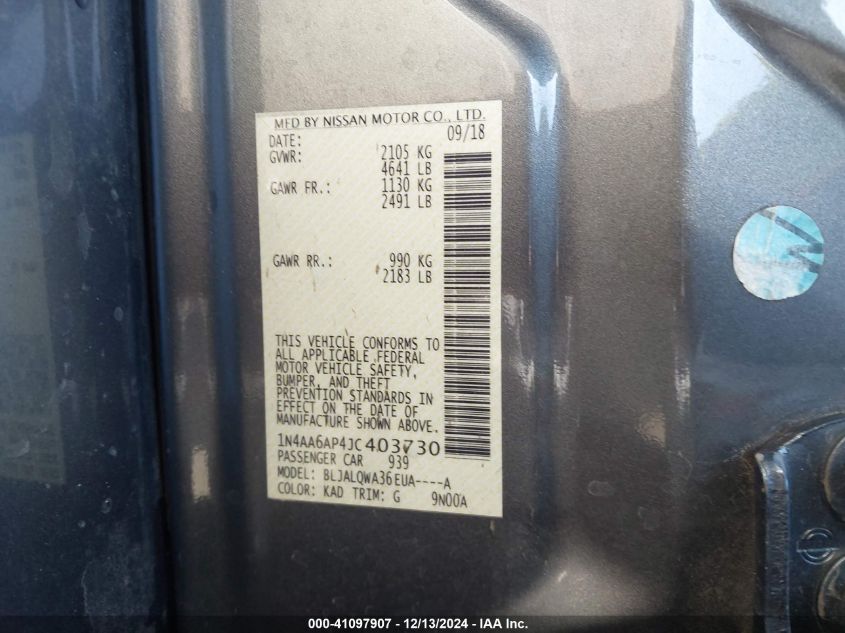 MFD BY NISSAN MOTOR CO., LTD.
DATE: 09/18
GVWR: 2105 KG
4641 LB
GAWR FR.: 1130 KG
2491 LB
GAWR RR.: 990 KG
2183 LB
THIS VEHICLE CONFORMS TO
ALL APPLICABLE FEDERAL
MOTOR VEHICLE SAFETY,
BUMPER, AND THEFT
PREVENTION STANDARDS IN
EFFECT ON THE DATE OF
MANUFACTURE SHOWN ABOVE.
1N4AA6AP4JC403730
PASSENGER CAR 939
MODEL: BLJALQWA36EUA----A
COLOR: KAD TRIM: G 9N00A
000-41097907 - 12/13/2024 - IAA Inc.